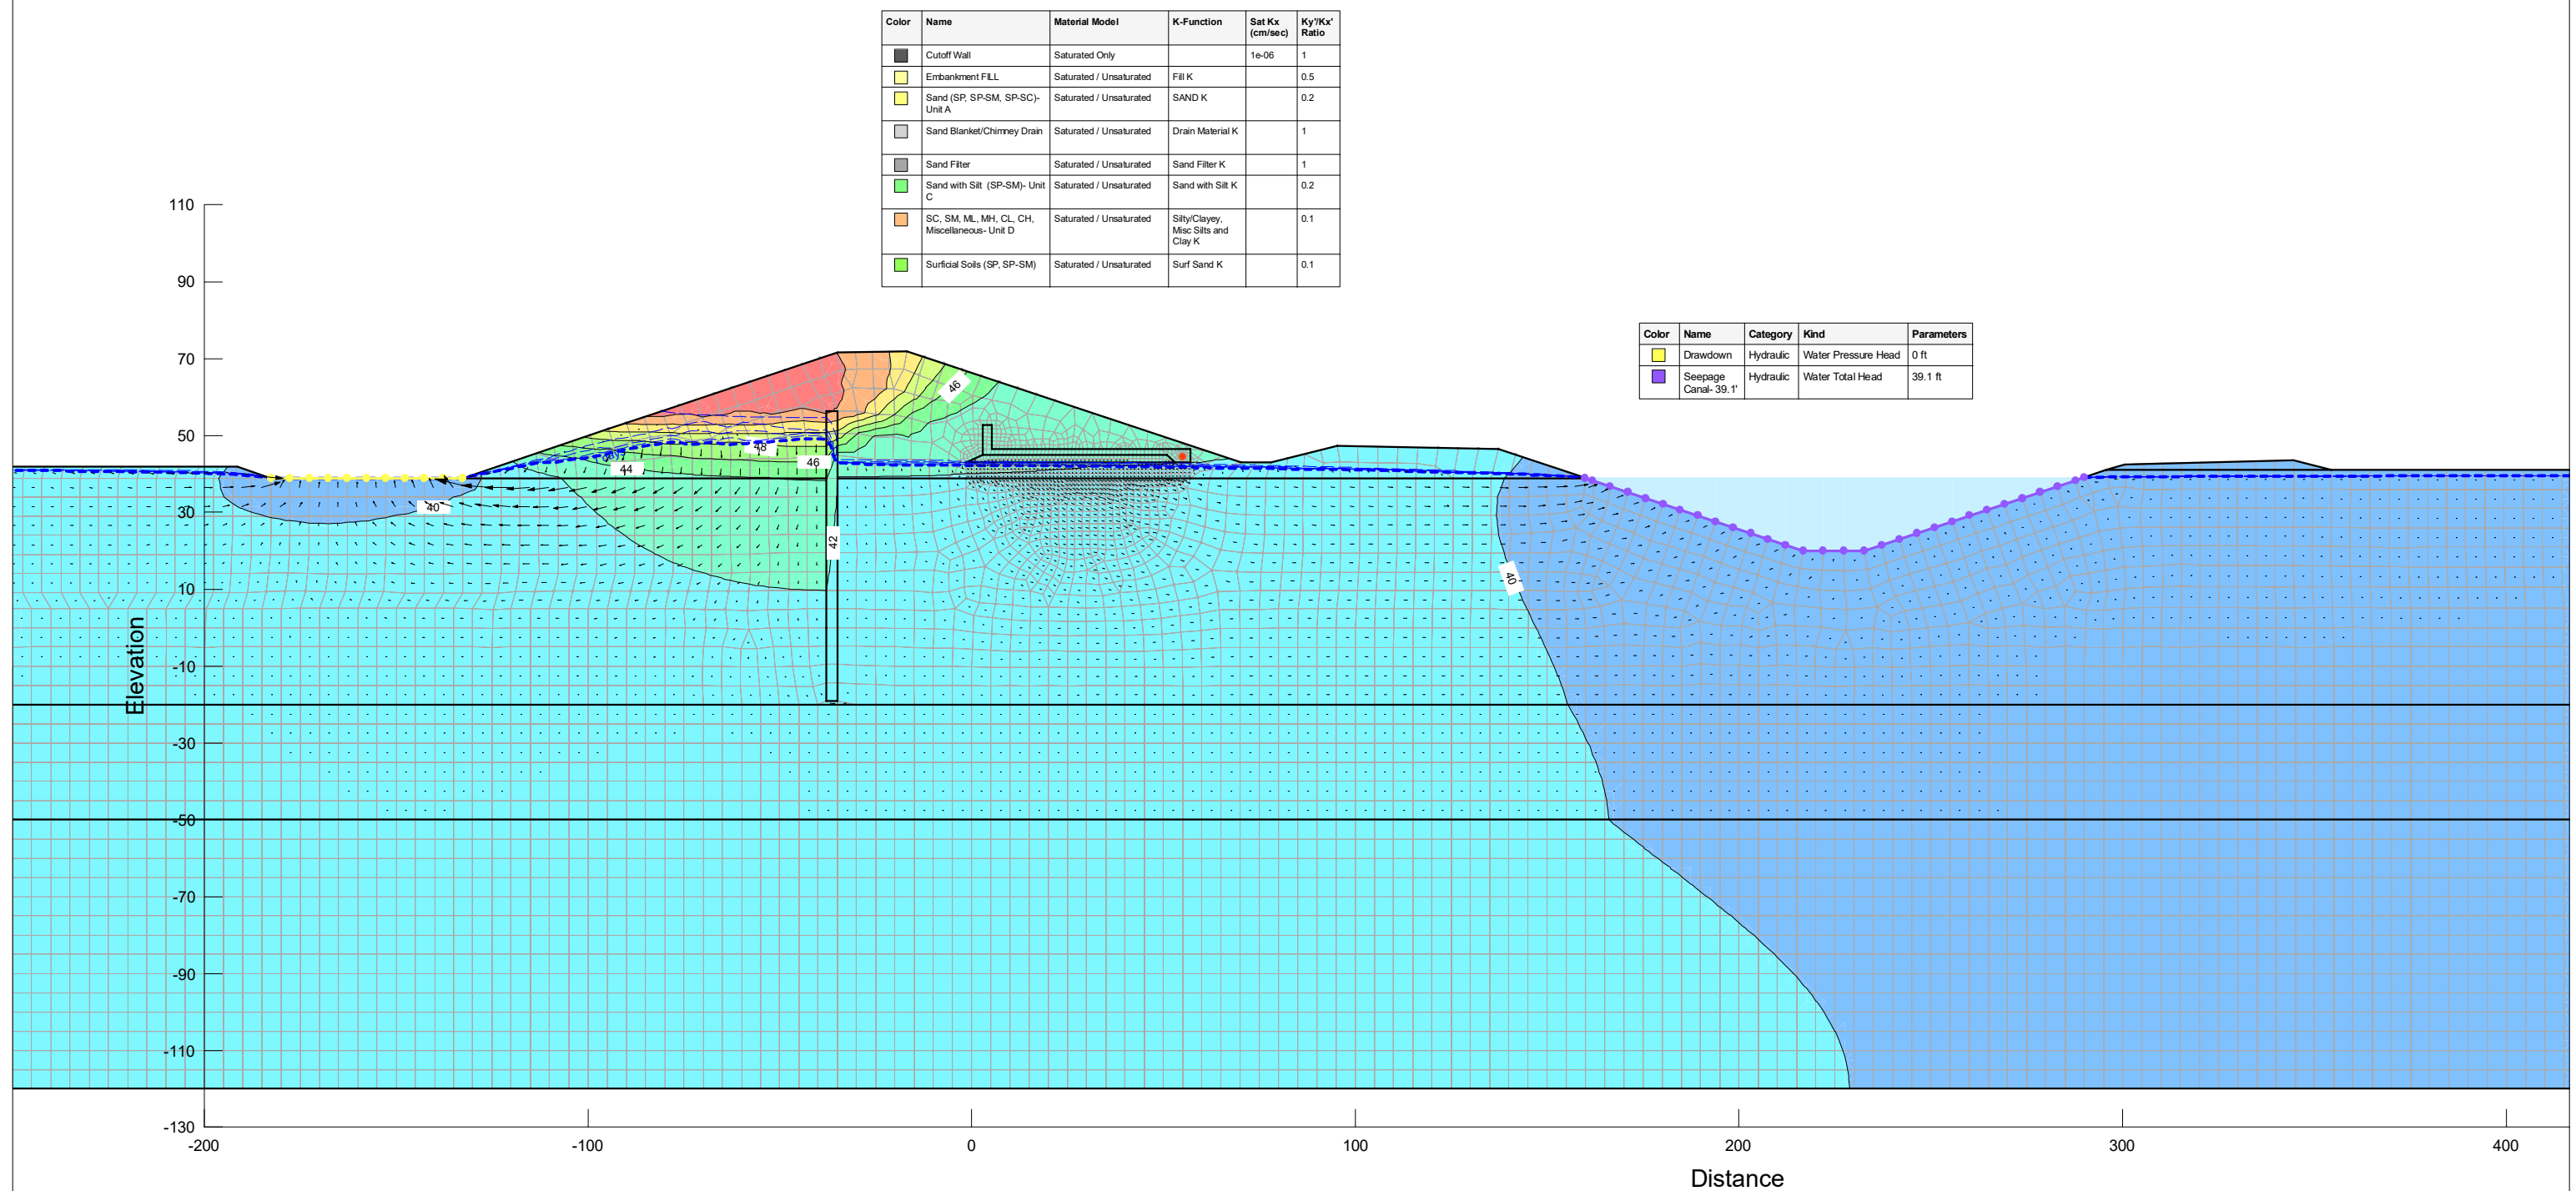 Color Name Material Model K-Function Sat Kx Ky'/Kx'
(cm/sec) Ratio
Cutoff Wall Saturated Only 1e-06 1
Embankment FILL Saturated / Unsaturated Fill K 0.5
Sand (SP, SP-SM, SP-SC)- Saturated / Unsaturated SAND K 0.2
Unit A
Sand Blanket/Chimney Drain Saturated / Unsaturated Drain Material K 1
Sand Filter Saturated / Unsaturated Sand Filter K 1
Sand with Silt (SP-SM)- Unit Saturated / Unsaturated Sand with Silt K 0.2
C
SC, SM, ML, MH, CL, CH, Saturated / Unsaturated Silty/Clayey, 0.1
Miscellaneous- Unit D Misc Silts and
Clay K
Surficial Soils (SP, SP-SM) Saturated / Unsaturated Surf Sand K 0.1
Color Name Category Kind Parameters
Drawdown Hydraulic Water Pressure Head 0 ft
Seepage Hydraulic Water Total Head 39.1 ft
Canal- 39.1'
110
90
70
50
30
10
-10
-30
-50
-70
-90
-110
-130
Elevation
46
48
46
44
42
40
40
-200 -100 0 100 200 300 400
Distance